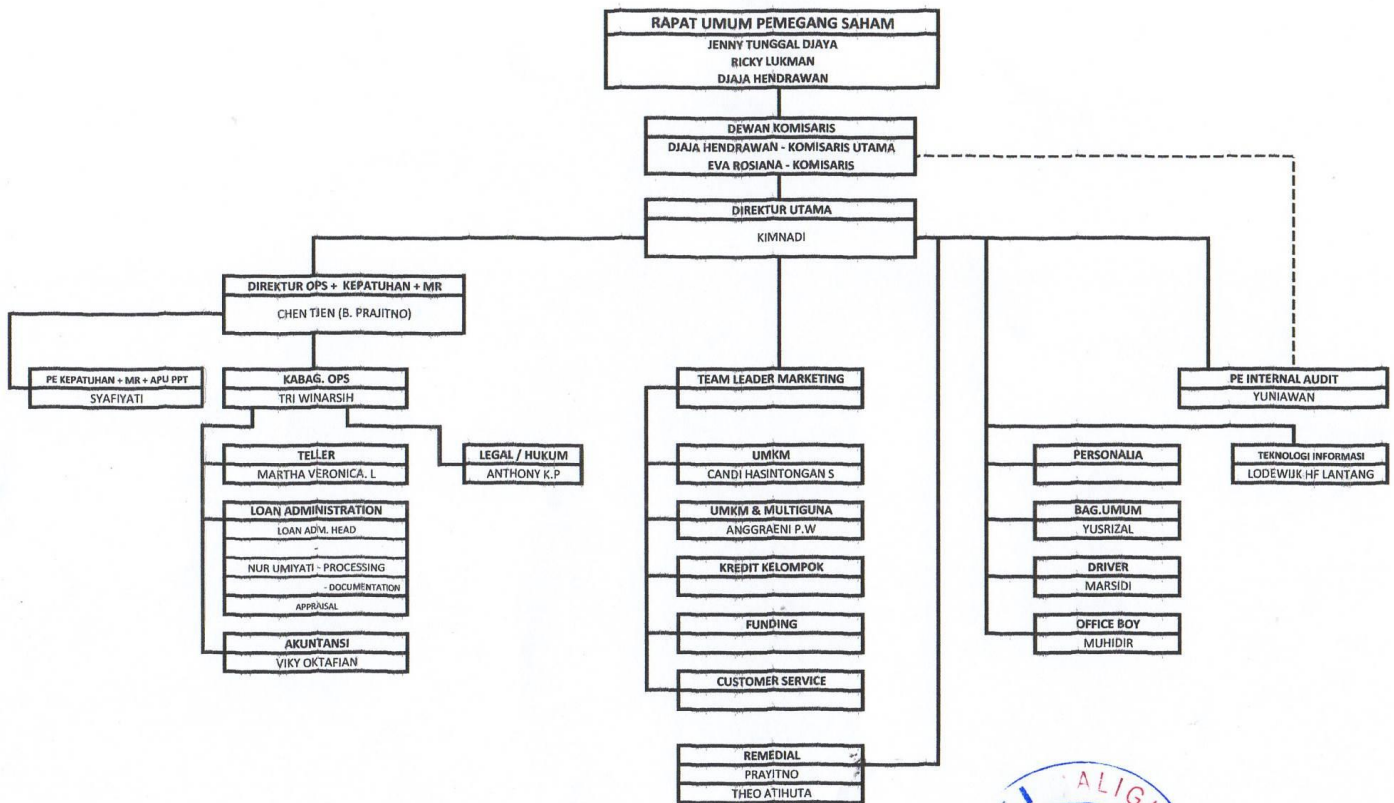 RAPAT UMUM PEMEGANG SAHAM
JENNY TUNGGAL DJAYA
RICKY LUKMAN
DJAJA HENDRAWAN
DEWAN KOMISARIS
DJAJA HENDRAWAN - KOMISARIS UTAMA
EVA ROSIANA - KOMISARIS
DIREKTUR UTAMA
KIMNADI
DIREKTUR OPS + KEPATUHAN + MR
CHEN TJEN (B. PRAJITNO)
PE KEPATUHAN + MR + APU PPT
SYAFIYATI
KABAG. OPS
TRI WINARSIH
TELLER
MARTHA VERONICA. L
LEGAL / HUKUM
ANTHONY K.P
LOAN ADMINISTRATION
LOAN ADM. HEAD
-
NUR UMIYATI - PROCESSING
- DOCUMENTATION
APPRAISAL
AKUNTANSI
VIKY OKTAFIAN
TEAM LEADER MARKETING
UMKM
CANDI HASINTONGAN S
UMKM & MULTIGUNA
ANGGRAENI P.W
KREDIT KELOMPOK
FUNDING
CUSTOMER SERVICE
REMEDIAL
PRAYITNO
THEO ATIHUTA
PE INTERNAL AUDIT
YUNIAWAN
PERSONALIA
TEKNOLOGI INFORMASI
LODEWIJK HF LANTANG
BAG.UMUM
YUSRIZAL
DRIVER
MARSIDI
OFFICE BOY
MUHIDIR